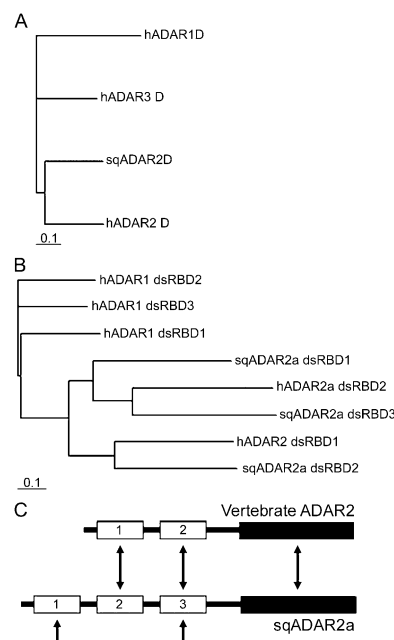 A
hADAR1D
hADAR3 D
sqADAR2D
hADAR2 D
0.1
B
hADAR1 dsRBD2
hADAR1 dsRBD3
hADAR1 dsRBD1
sqADAR2a dsRBD1
hADAR2a dsRBD2
sqADAR2a dsRBD3
hADAR2 dsRBD1
sqADAR2a dsRBD2
0.1
C
Vertebrate ADAR2
1 2
1 2 3
sqADAR2a